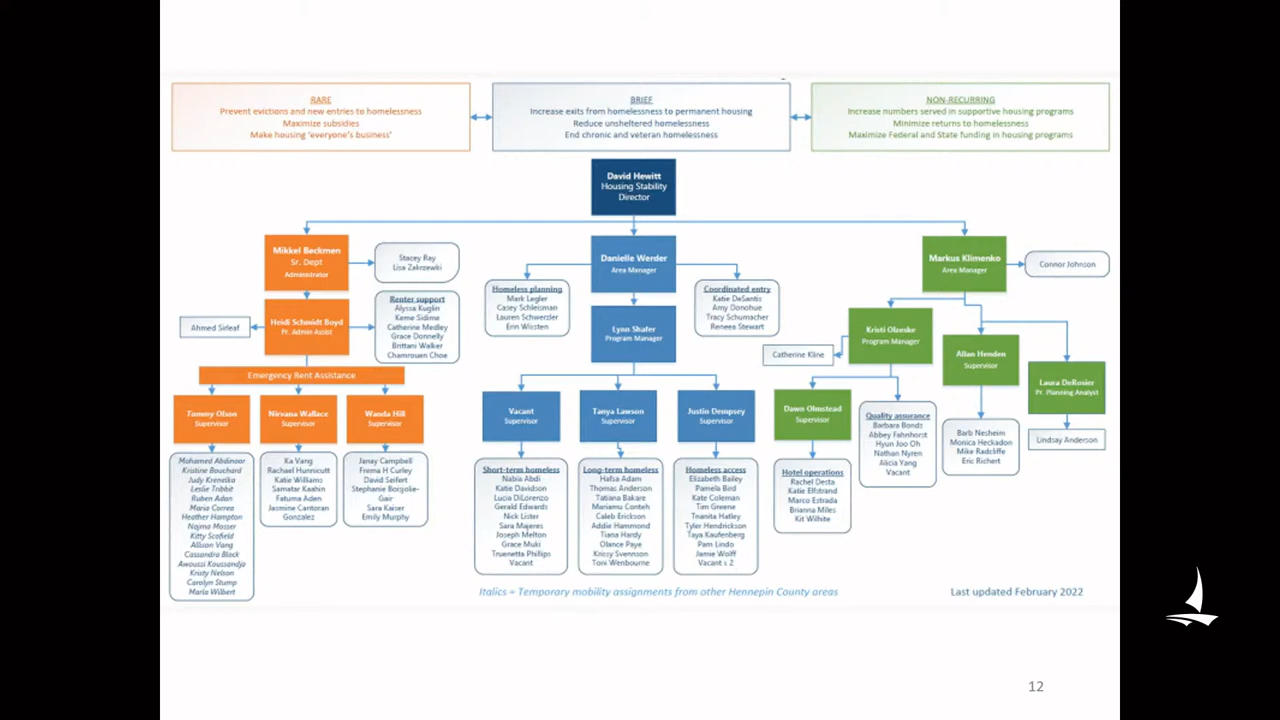 RARE
Prevent evictions and new entries to homelessness
Maximize subsidies
Make housing 'everyone's business'
BRIEF
Increase exits from homelessness to permanent housing
Reduce unsheltered homelessness
End chronic and veteran homelessness
NON-RECURRING
Increase numbers served in supportive housing programs
Minimize returns to homelessness
Maximize Federal and State funding in housing programs
David Hewitt
Housing Stability
Director
Mikkel Beckmen
Sr. Dept
Administrator
Stacey Ray
Lisa Zakrzewski
Heidi Schmidt Boyd
Pr. Admin Assist
Ahmed Sirleaf
Renter support
Alyssa Kuglin
Keme Sidime
Catherine Medley
Grace Donnelly
Brittani Walker
Chamrouen Choe
Emergency Rent Assistance
Tammy Olson
Supervisor
Mohamed Abdinoor
Kristine Bouchard
Judy Krenetka
Leslie Tribbit
Ruben Adan
Maria Correa
Heather Hampton
Najma Mosser
Kitty Scofield
Allison Vang
Cassandra Block
Awoussi Koussandja
Kristy Nelson
Carolyn Stump
Marla Wilbert
Nirvana Wallace
Supervisor
Ka Vang
Rachael Hunnicutt
Katie Williams
Samatar Kaahin
Fatuma Aden
Jasmine Cantoran
Gonzalez
Wanda Hill
Supervisor
Janay Campbell
Frema H Curley
David Seifert
Stephanie
Gair
Sara Kaiser
Emily Murphy
Danielle Werder
Area Manager
Homeless planning
Mark Legler
Casey Schleisman
Lauren Schwerzler
Erin Wixsten
Coordinated entry
Katie DeSantis
Amy Donohue
Tracy Schumacher
Reneea Stewart
Lynn Shafer
Program Manager
Vacant
Supervisor
Short-term homeless
Nabia Abdi
Katie Davidson
Lucia DiLorenzo
Gerald Edwards
Nick Lister
Sara Majeres
Joseph Melton
Grace Muki
Truenetta Phillips
Vacant
Tanya Lawson
Supervisor
Long-term homeless
Hafsa Adam
Thomas Anderson
Tatiana Bakare
Mariamu Conteh
Caleb Erickson
Addie Hammond
Tiana Hardy
Olance Paye
Krissy Svennson
Toni Wenbourne
Justin Dempsey
Supervisor
Homeless access
Elizabeth Bailey
Pamela Bird
Kate Coleman
Tim Greene
Tnanita Hatley
Tyler Hendrickson
Taya Kaufenberg
Pam Lindo
Jamie Wolff
Vacant x 2
Markus Klimenko
Area Manager
Connor Johnson
Kristi Olzeske
Program Manager
Catherine Kline
Dawn Olmstead
Supervisor
Hotel operations
Rachel Desta
Katie Elfstrand
Marco Estrada
Brianna Miles
Kit Wilhite
Quality assurance
Barbara Bonds
Abbey Fahnhorst
Hyun Joo Oh
Nathan Nyren
Alicia Yang
Vacant
Allan Henden
Supervisor
Barb Nesheim
Monica Heckadon
Mike Radcliffe
Eric Richert
Laura DeRosier
Pr. Planning Analyst
Lindsay Anderson
Italics = Temporary mobility assignments from other Hennepin County areas
Last updated February 2022
12